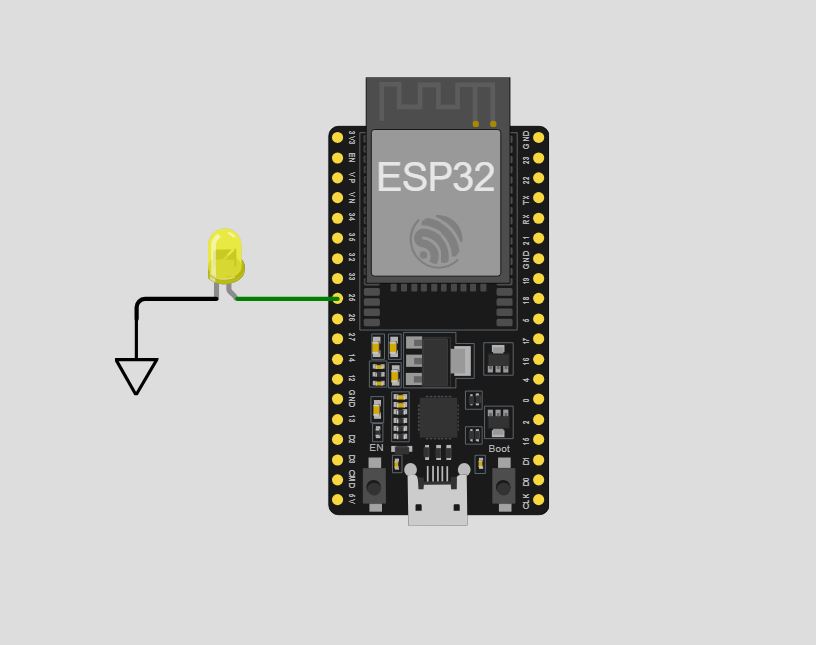 ESP32
3V3
EN
VP
VN
34
35
32
33
25
26
27
14
12
GND
13
D2
D3
CMD
5V
GND
23
22
TX
RX
21
GND
19
18
5
17
16
4
0
2
15
D1
D0
CLK
EN
Boot